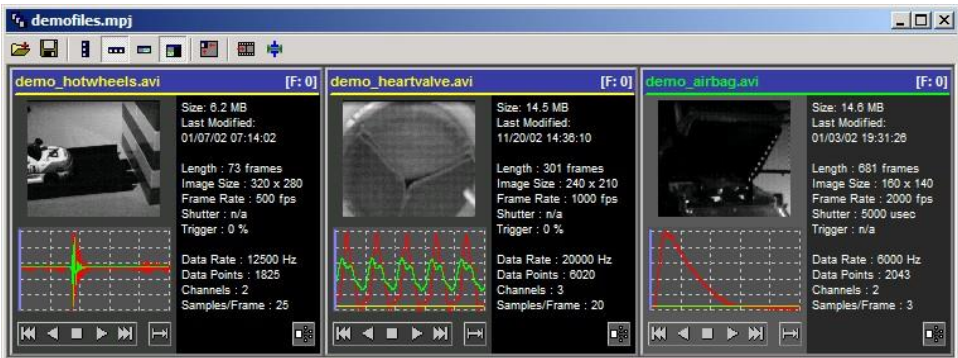 demofiles.mpj
demo_hotwheels.avi [F: 0]
Size: 6.2 MB
Last Modified:
01/07/02 07:14:02
Length : 73 frames
Image Size : 320 x 280
Frame Rate : 500 fps
Shutter : n/a
Trigger : 0 %
Data Rate : 12500 Hz
Data Points : 1825
Channels : 2
Samples/Frame : 25
demo_heartvalve.avi [F: 0]
Size: 14.5 MB
Last Modified:
11/20/02 14:36:10
Length : 301 frames
Image Size : 240 x 210
Frame Rate : 1000 fps
Shutter : n/a
Trigger : 0 %
Data Rate : 20000 Hz
Data Points : 6020
Channels : 3
Samples/Frame : 20
demo_airbag.avi [F: 0]
Size: 14.6 MB
Last Modified:
01/03/02 19:31:26
Length : 681 frames
Image Size : 160 x 140
Frame Rate : 2000 fps
Shutter : 5000 usec
Trigger : n/a
Data Rate : 6000 Hz
Data Points : 2043
Channels : 2
Samples/Frame : 3